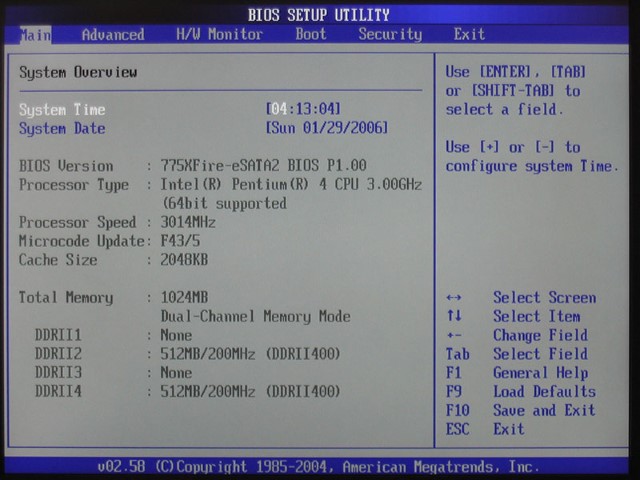 BIOS SETUP UTILITY
Main Advanced H/W Monitor Boot Security Exit
System Overview
System Time [04:13:04]
System Date [Sun 01/29/2006]
BIOS Version : 775XFire-eSATA2 BIOS P1.00
Processor Type : Intel(R) Pentium(R) 4 CPU 3.00GHz
(64bit supported
Processor Speed : 3014MHz
Microcode Update: F43/5
Cache Size : 2048KB
Total Memory : 1024MB
Dual-Channel Memory Mode
DDRII1 : None
DDRII2 : 512MB/200MHz (DDRII400)
DDRII3 : None
DDRII4 : 512MB/200MHz (DDRII400)
Use [ENTER], [TAB]
or [SHIFT-TAB] to
select a field.
Use [+] or [-] to
configure system Time.
↔ Select Screen
↑↓ Select Item
+- Change Field
Tab Select Field
F1 General Help
F9 Load Defaults
F10 Save and Exit
ESC Exit
v02.58 (C)Copyright 1985-2004, American Megatrends, Inc.